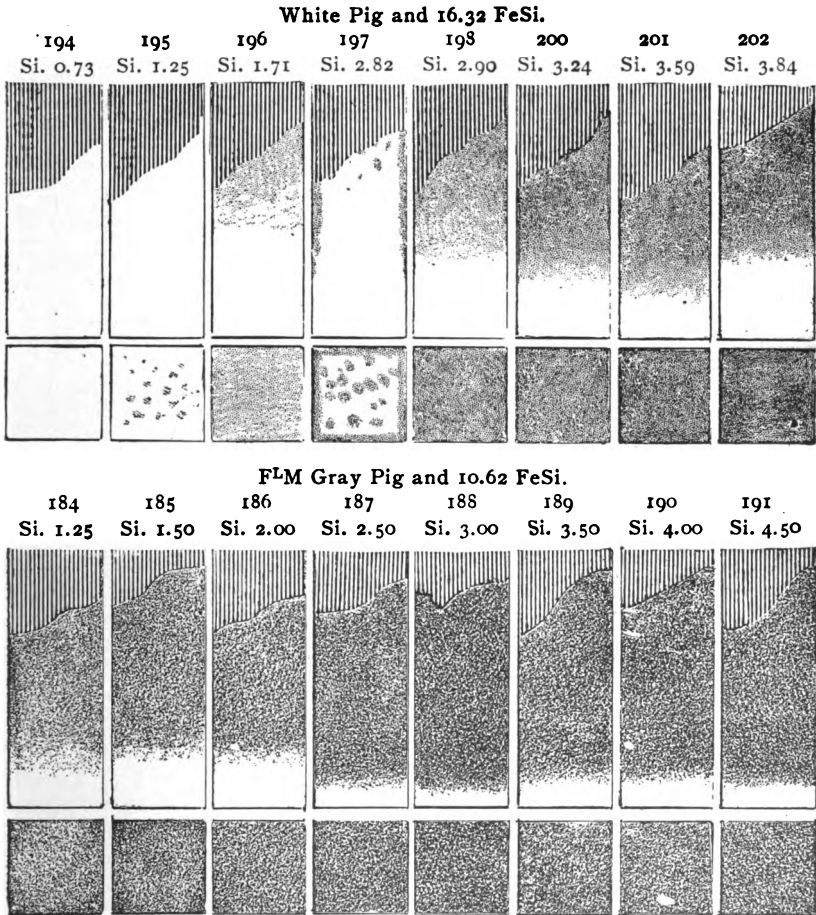 White Pig and 16.32 FeSi.
194 195 196 197 198 200 201 202
Si. 0.73 Si. 1.25 Si. 1.71 Si. 2.82 Si. 2.90 Si. 3.24 Si. 3.59 Si. 3.84
FLM Gray Pig and 10.62 FeSi.
184 185 186 187 188 189 190 191
Si. 1.25 Si. 1.50 Si. 2.00 Si. 2.50 Si. 3.00 Si. 3.50 Si. 4.00 Si. 4.50